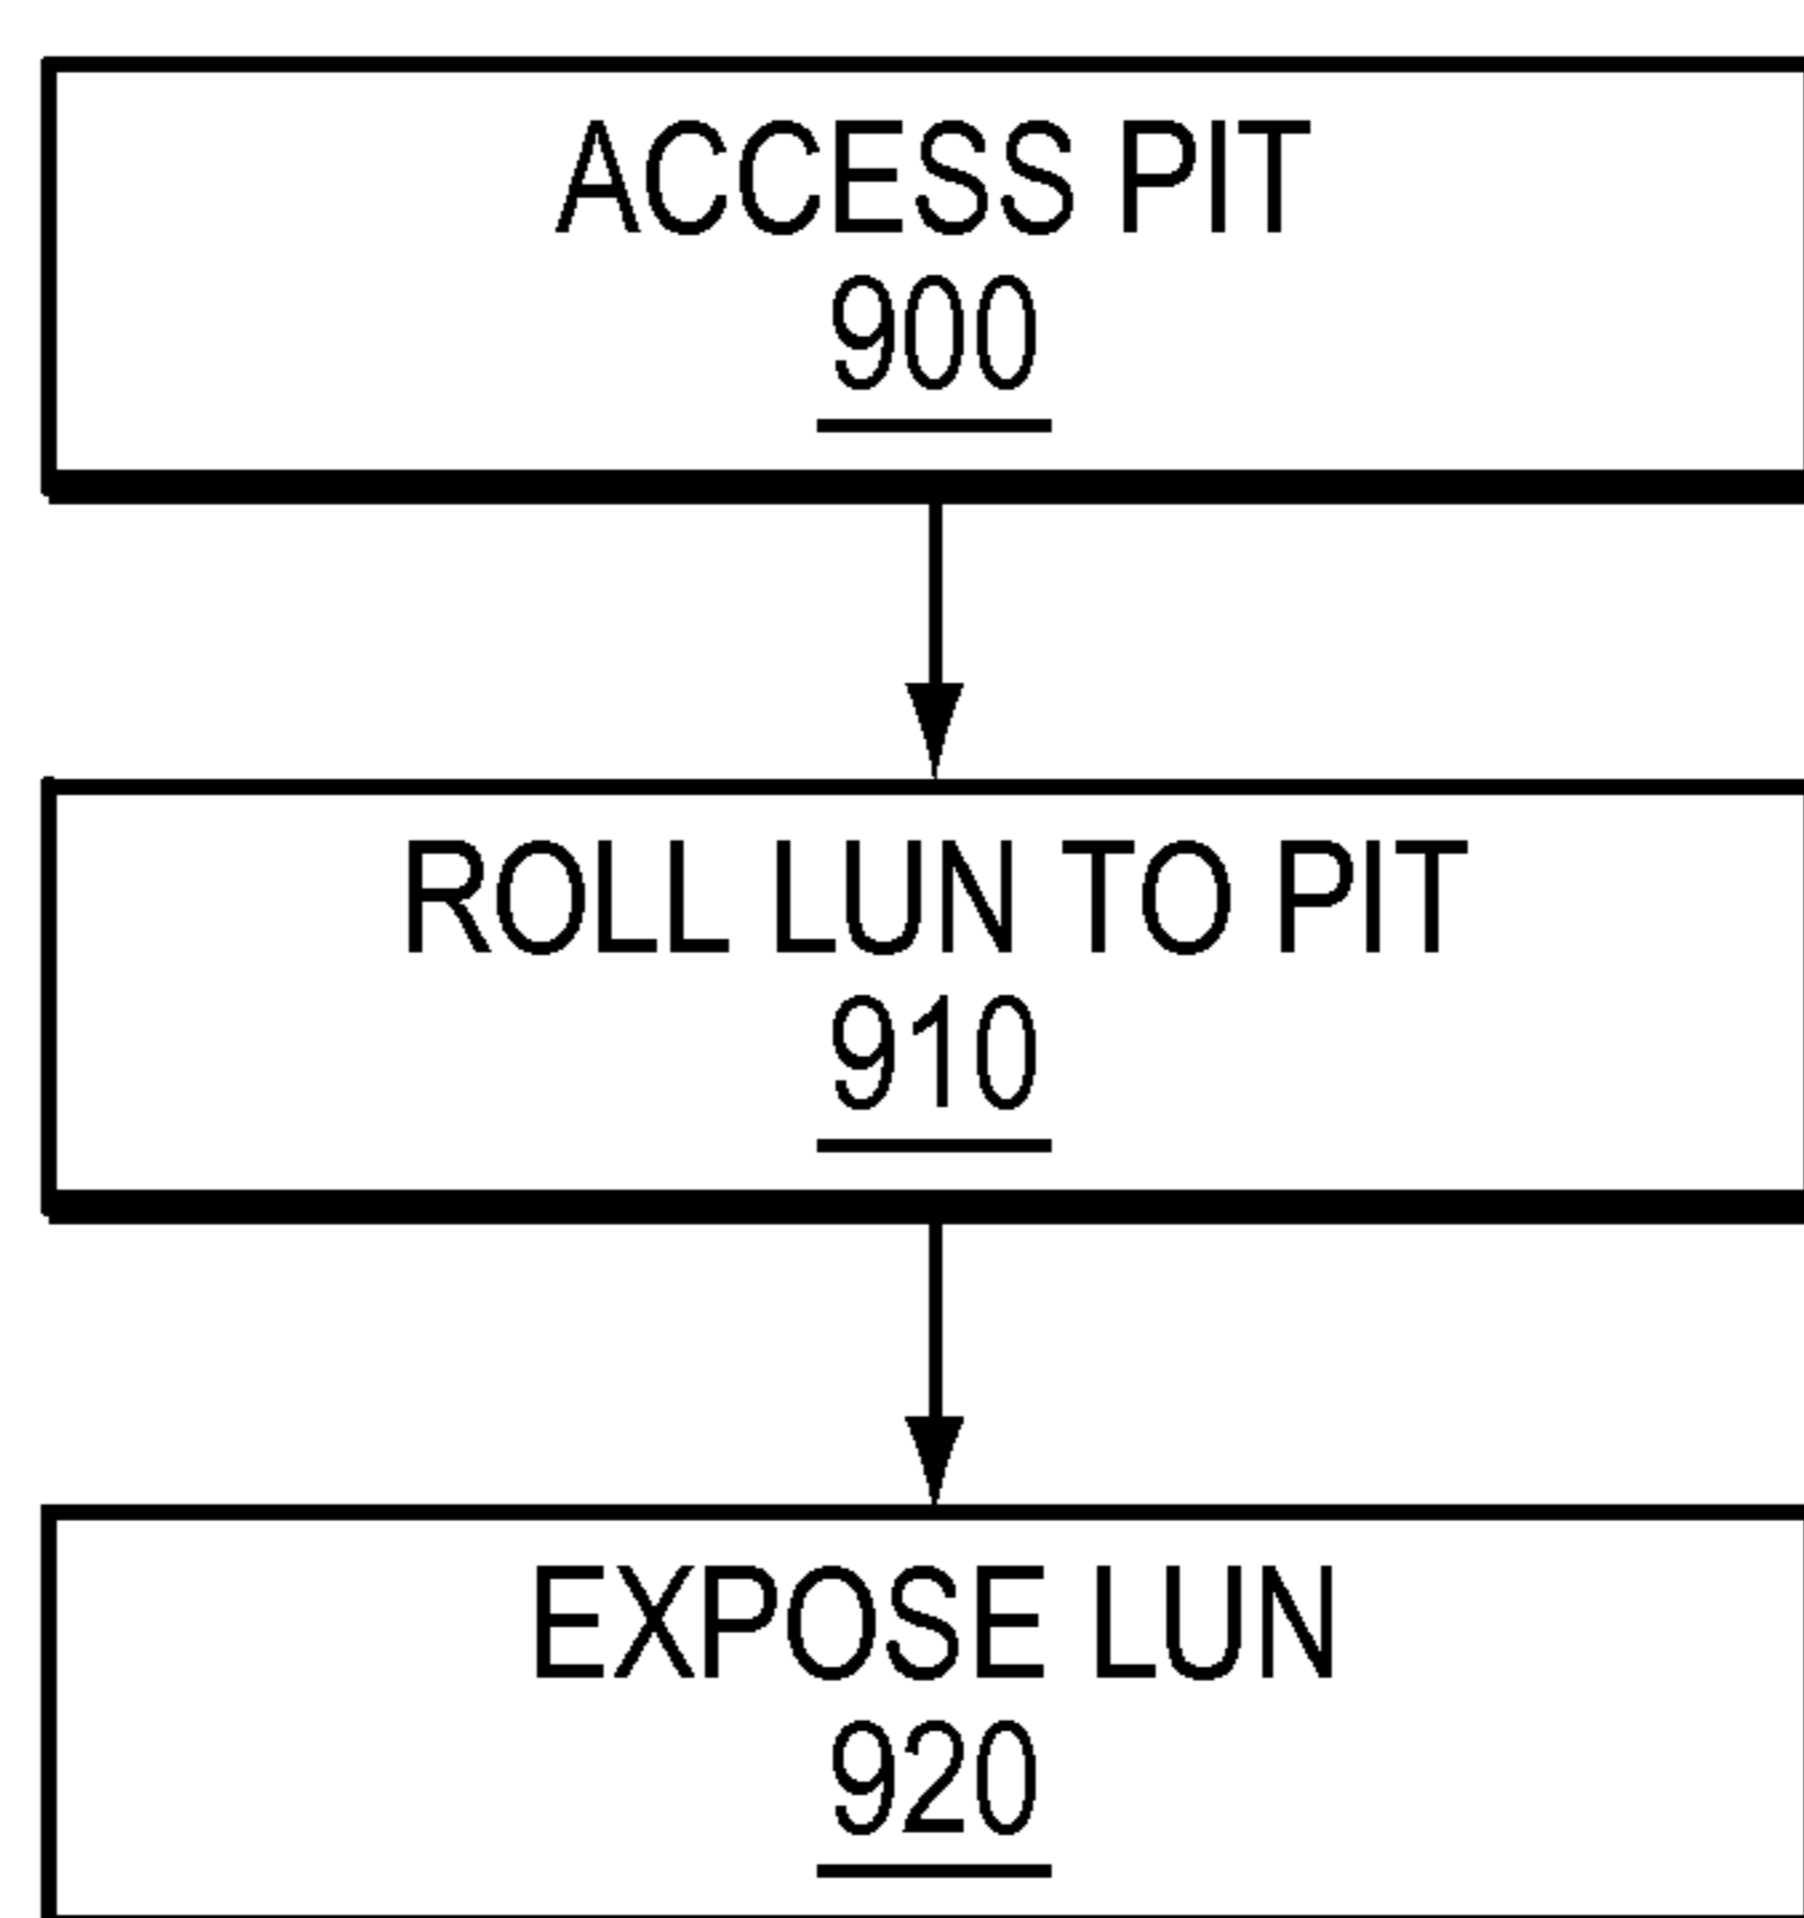 ACCESS PIT
900
ROLL LUN TO PIT
910
EXPOSE LUN
920